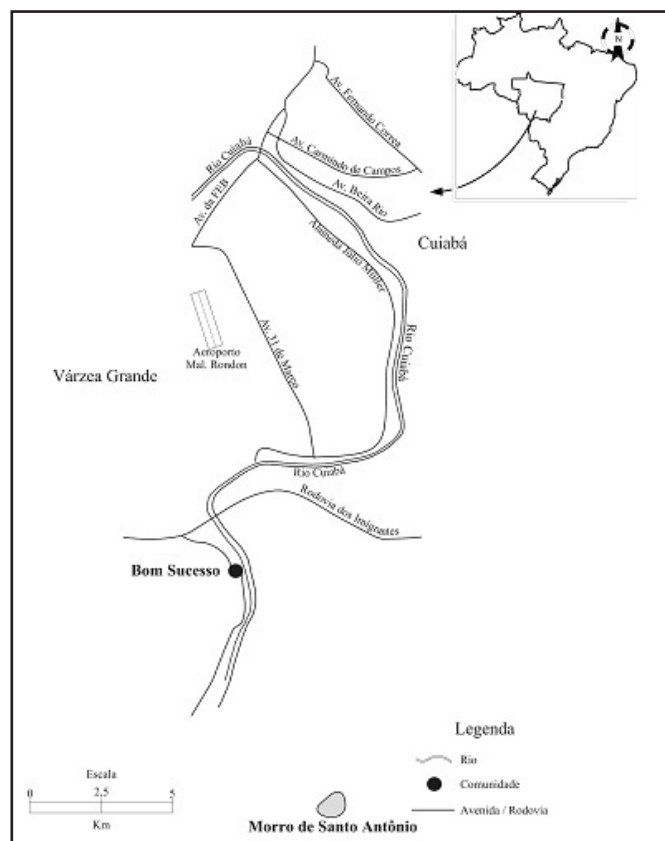 N
Av. Fernando Correa
Av. Carmindo de Campos
Rio Cuiabá
Av. Beira Rio
Av. da FEB
Alameda Júlio Müller
Cuiabá
Rio Cuiabá
Aeroporto
Mal. Rondon
Av. 31 de Março
Várzea Grande
Rio Cuiabá
Rodovia dos Imigrantes
Bom Sucesso
Legenda
Rio
Comunidade
Avenida / Rodovia
Escala
0 2,5 5
Km
Morro de Santo Antônio